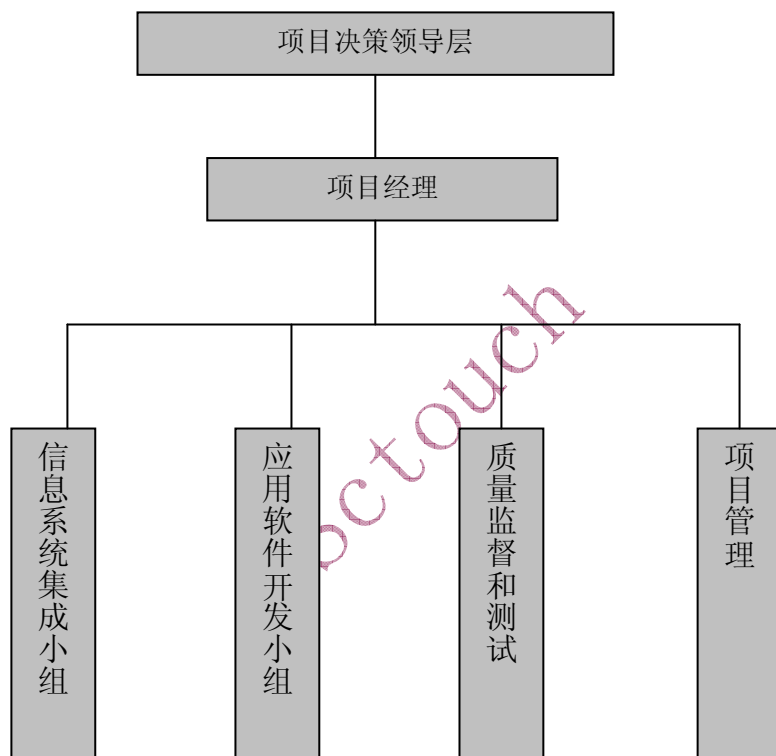 项目决策领导层
项目经理
信息系统集成小组
应用软件开发小组
质量监督和测试
项目管理